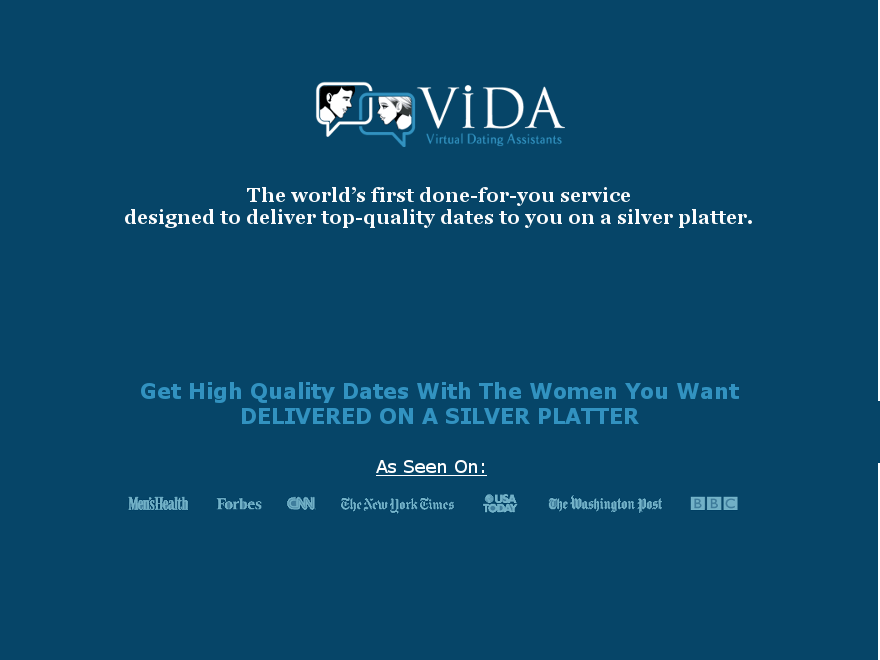 ViDA
Virtual Dating Assistants
The world's first done-for-you service
designed to deliver top-quality dates to you on a silver platter.
Get High Quality Dates With The Women You Want
DELIVERED ON A SILVER PLATTER
As Seen On:
Men'sHealth Forbes CNN The New York Times USA TODAY The Washington Post BBC